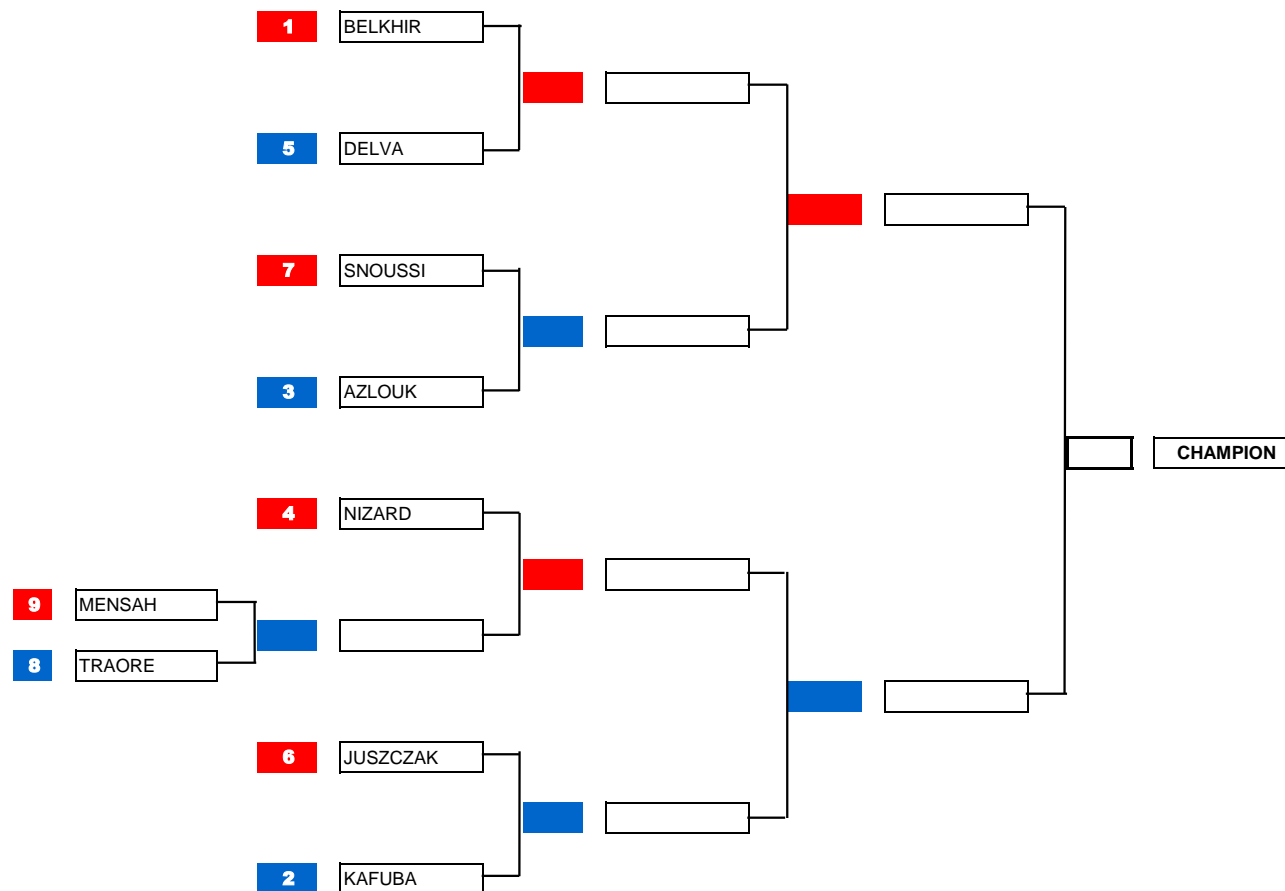 1 BELKHIR
5 DELVA
7 SNOUSSI
3 AZLOUK
CHAMPION
4 NIZARD
9 MENSAH
8 TRAORE
6 JUSZCZAK
2 KAFUBA